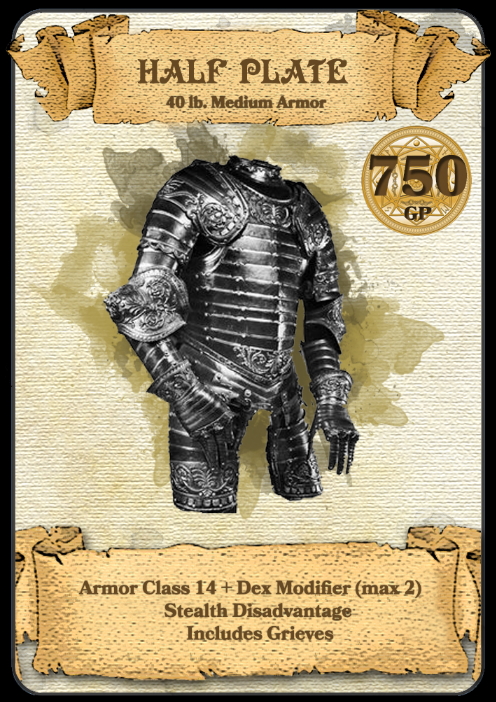 HALF PLATE
40 lb. Medium Armor
750
GP
Armor Class 14 + Dex Modifier (max 2)
Stealth Disadvantage
Includes Grieves